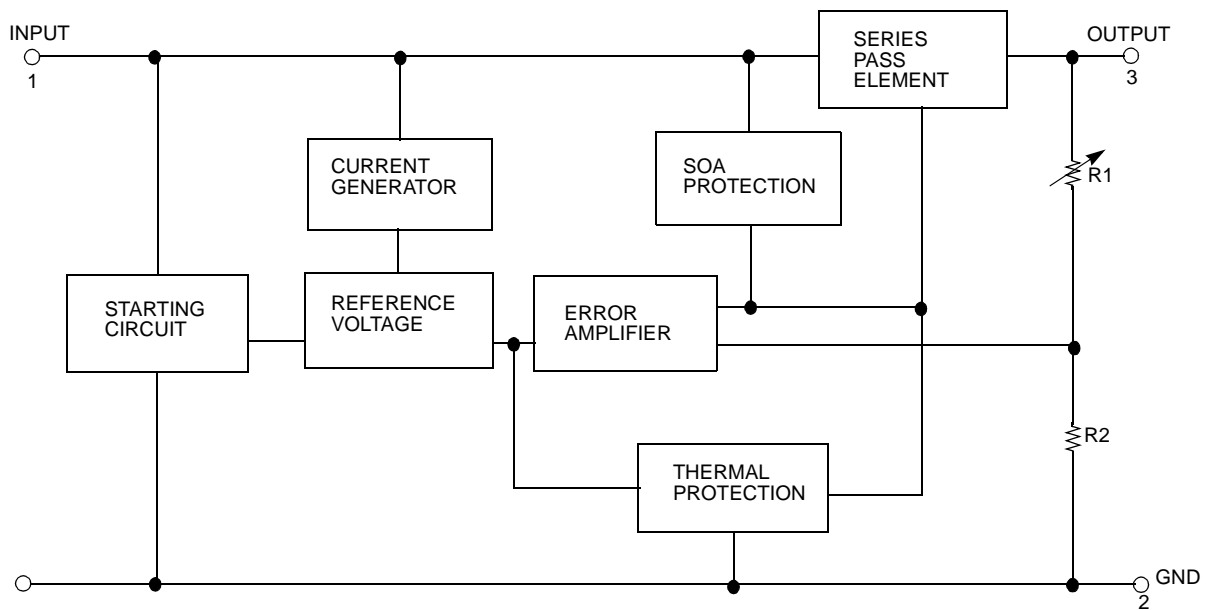 INPUT
1
SERIES
PASS
ELEMENT
OUTPUT
3
CURRENT
GENERATOR
SOA
PROTECTION
R1
STARTING
CIRCUIT
REFERENCE
VOLTAGE
ERROR
AMPLIFIER
R2
THERMAL
PROTECTION
GND
2